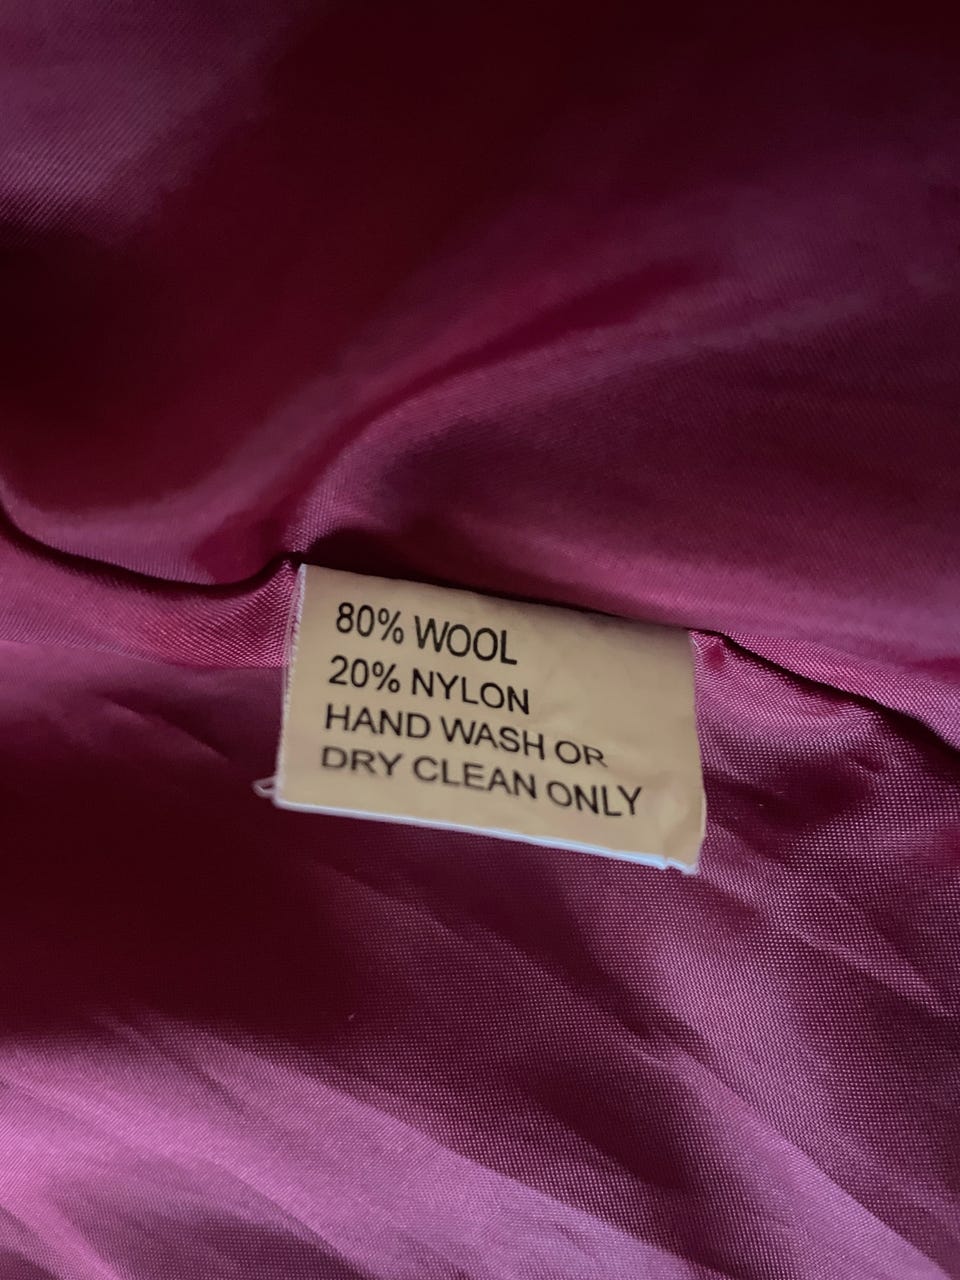 80% WOOL
20% NYLON
HAND WASH OR
DRY CLEAN ONLY